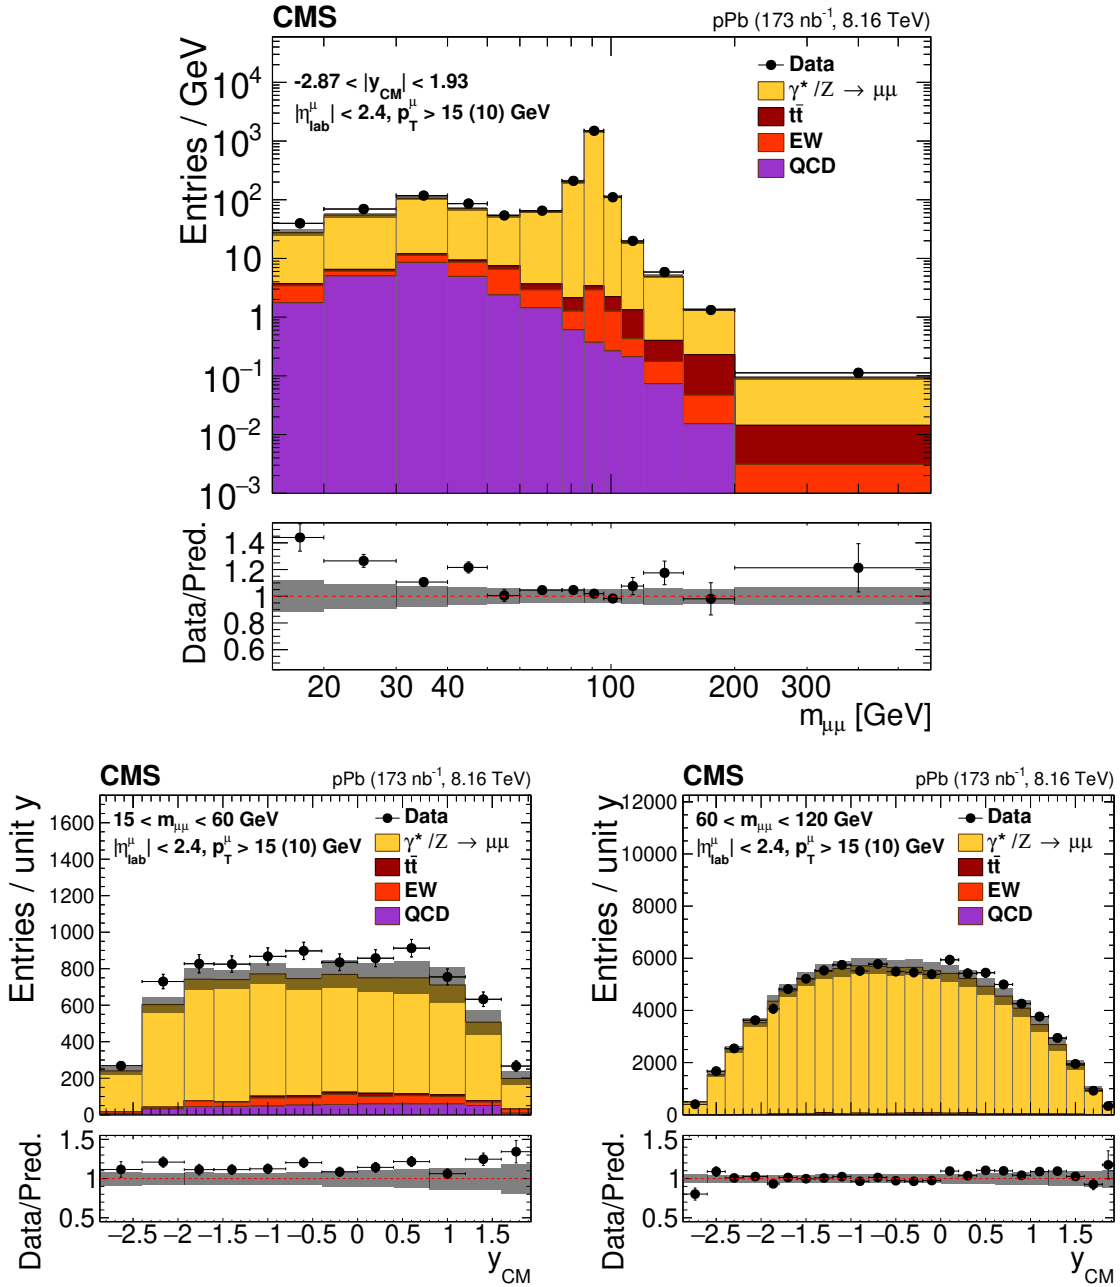 CMS
pPb (173 nb⁻¹, 8.16 TeV)
-2.87 < |y_CM| < 1.93
|η^μ_lab| < 2.4, p^μ_T > 15 (10) GeV
Data
γ*/Z → μμ
tt̄
EW
QCD
Entries / GeV
10⁴
10³
10²
10
1
10⁻¹
10⁻²
10⁻³
Data/Pred.
1.4
1.2
1
0.8
0.6
20 30 40 100 200 300
m_μμ [GeV]
CMS
pPb (173 nb⁻¹, 8.16 TeV)
15 < m_μμ < 60 GeV
|η^μ_lab| < 2.4, p^μ_T > 15 (10) GeV
Data
γ*/Z → μμ
tt̄
EW
QCD
Entries / unit y
1600
1400
1200
1000
800
600
400
200
0
Data/Pred.
1.5
1
0.5
−2.5 −2 −1.5 −1 −0.5 0 0.5 1 1.5
y_CM
CMS
pPb (173 nb⁻¹, 8.16 TeV)
60 < m_μμ < 120 GeV
|η^μ_lab| < 2.4, p^μ_T > 15 (10) GeV
Data
γ*/Z → μμ
tt̄
EW
QCD
Entries / unit y
12000
10000
8000
6000
4000
2000
0
Data/Pred.
1.5
1
0.5
−2.5 −2 −1.5 −1 −0.5 0 0.5 1 1.5
y_CM